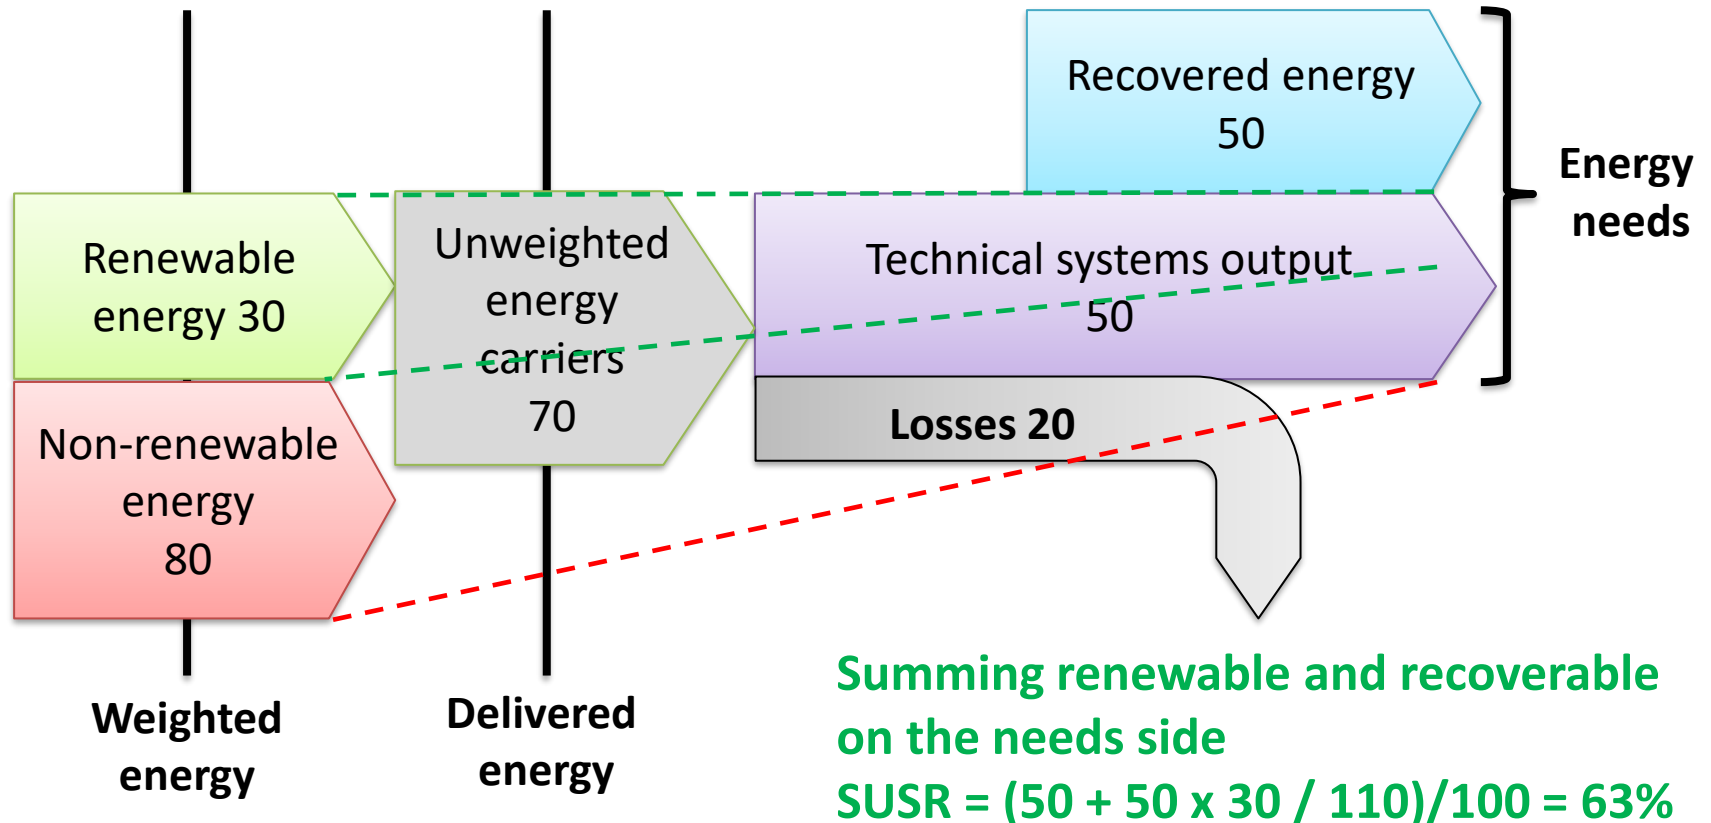 Recovered energy
50
Energy
needs
Renewable
energy 30
Unweighted
energy
carriers
70
Technical systems output
50
Non-renewable
energy
80
Losses 20
Weighted
energy
Delivered
energy
Summing renewable and recoverable
on the needs side
SUSR = (50 + 50 x 30 / 110)/100 = 63%